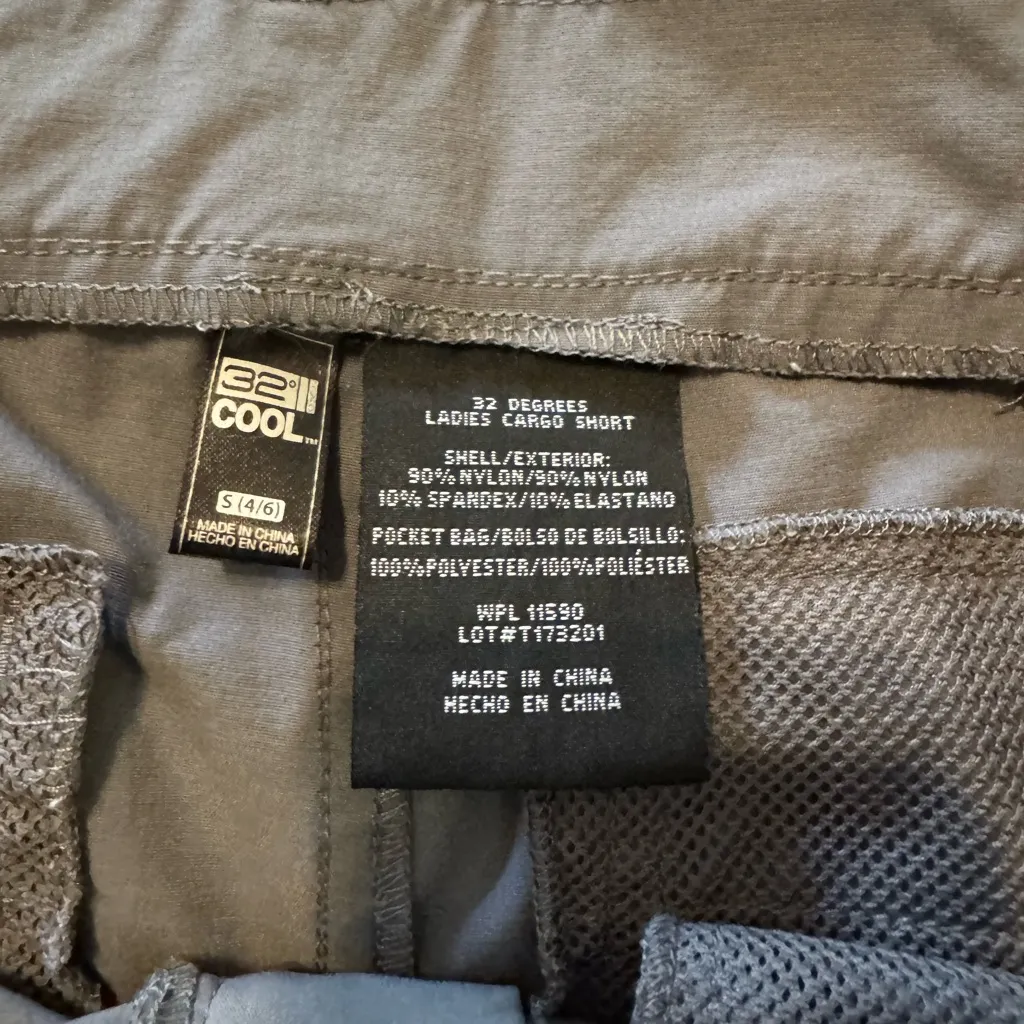 32°
COOL™
S (4/6)
MADE IN CHINA
HECHO EN CHINA
32 DEGREES
LADIES CARGO SHORT
SHELL/EXTERIOR:
90% NYLON/90% NYLON
10% SPANDEX/10% ELASTANO
POCKET BAG/BOLSO DE BOLSILLO:
100% POLYESTER/100% POLIÉSTER
WPL 11590
LOT#T173201
MADE IN CHINA
HECHO EN CHINA